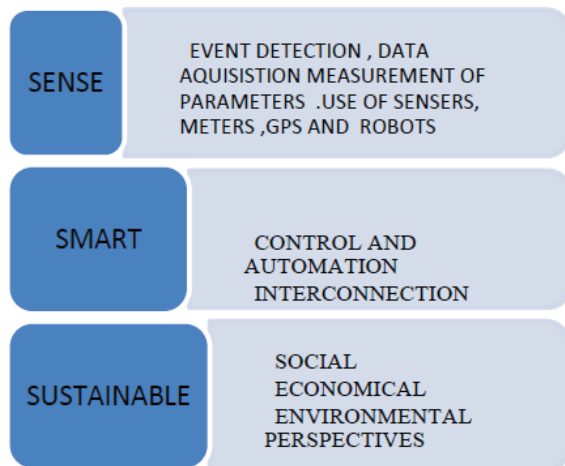 SENSE
EVENT DETECTION , DATA
AQUISISTION MEASUREMENT OF
PARAMETERS .USE OF SENSERS,
METERS ,GPS AND ROBOTS
SMART
CONTROL AND
AUTOMATION
INTERCONNECTION
SUSTAINABLE
SOCIAL
ECONOMICAL
ENVIRONMENTAL
PERSPECTIVES